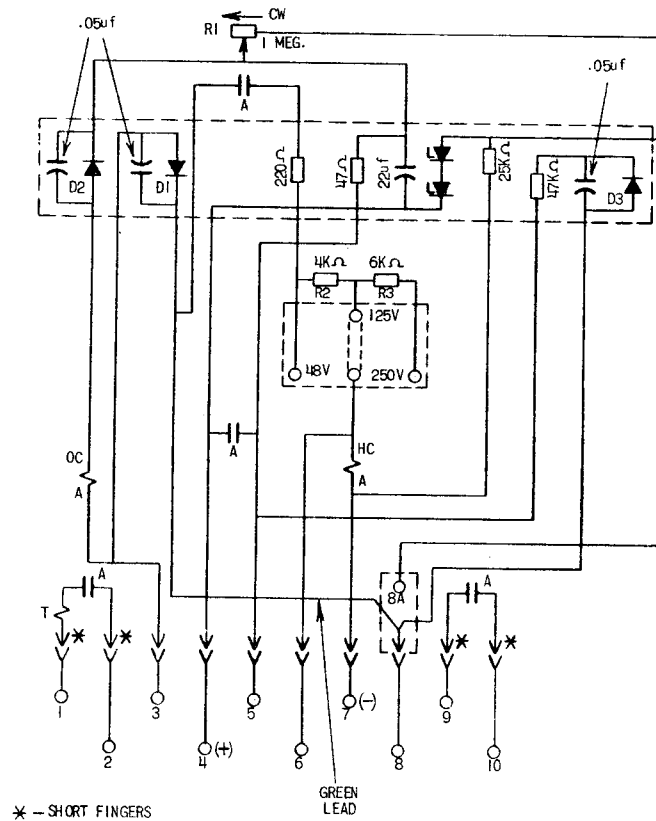 CW
.05uf
R1
1 MEG.
.05uf
A
D2
D1
220Ω
47Ω
22uf
25KΩ
47KΩ
D3
4KΩ
6KΩ
R2
R3
125V
48V
250V
A
OC
A
HC
A
A
T
*
*
8A
A
*
*
1
2
3
4 (+)
5
6
7 (-)
8
9
10
GREEN
LEAD
* - SHORT FINGERS